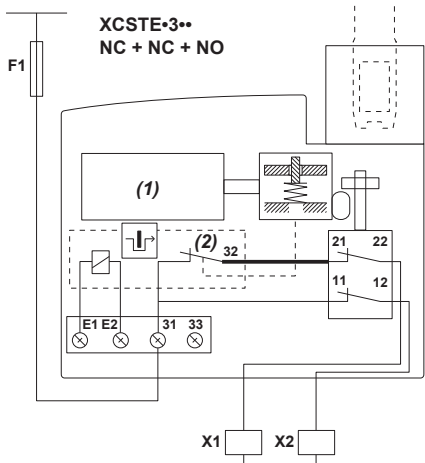 XCSTE•3••
NC + NC + NO
F1
(1)
(2)
32
21 22
11 12
E1 E2 31 33
X1 X2